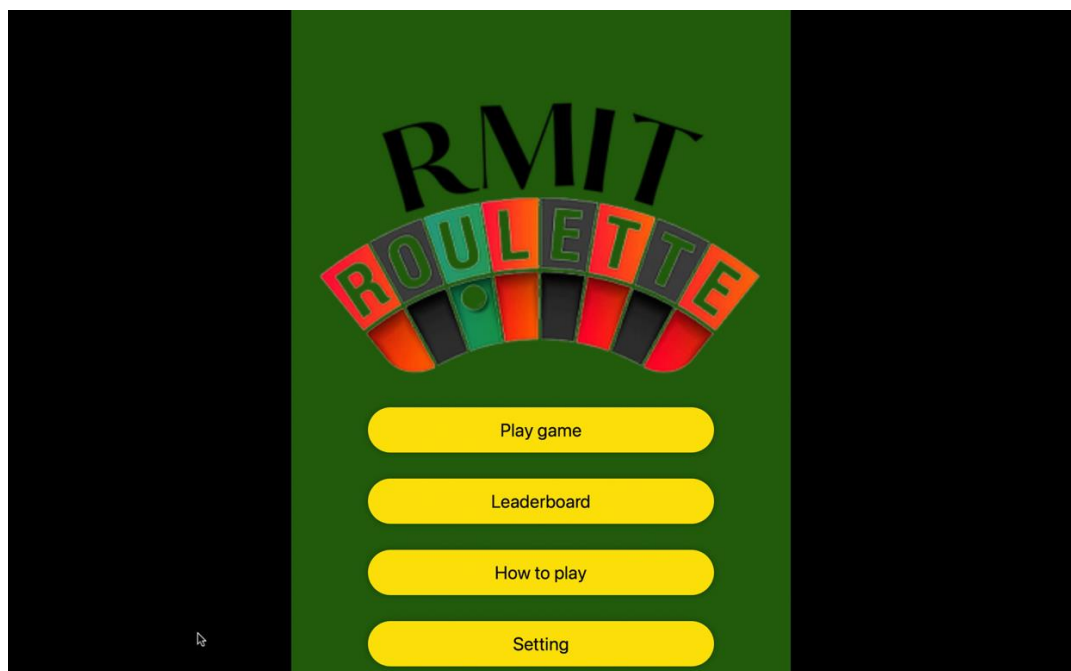 RMIT
ROULETTE
Play game
Leaderboard
How to play
Setting